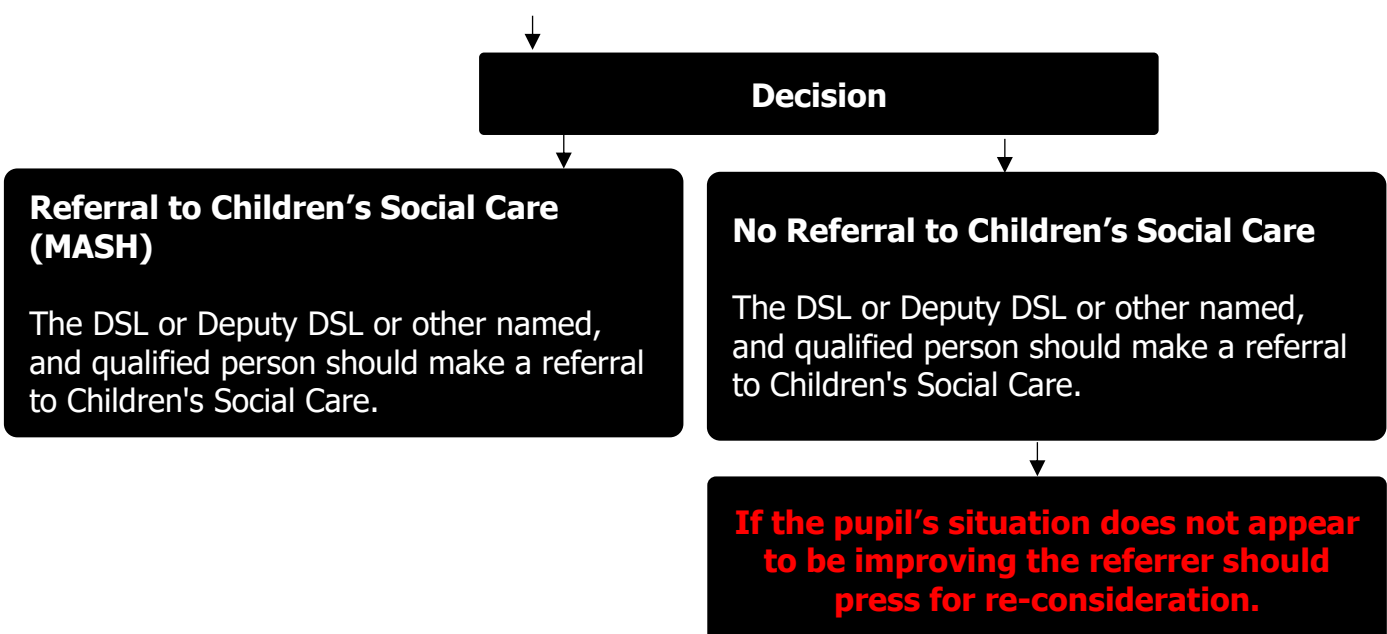 Decision
Referral to Children’s Social Care
(MASH)
The DSL or Deputy DSL or other named,
and qualified person should make a referral
to Children's Social Care.
No Referral to Children’s Social Care
The DSL or Deputy DSL or other named,
and qualified person should make a referral
to Children's Social Care.
If the pupil’s situation does not appear
to be improving the referrer should
press for re-consideration.